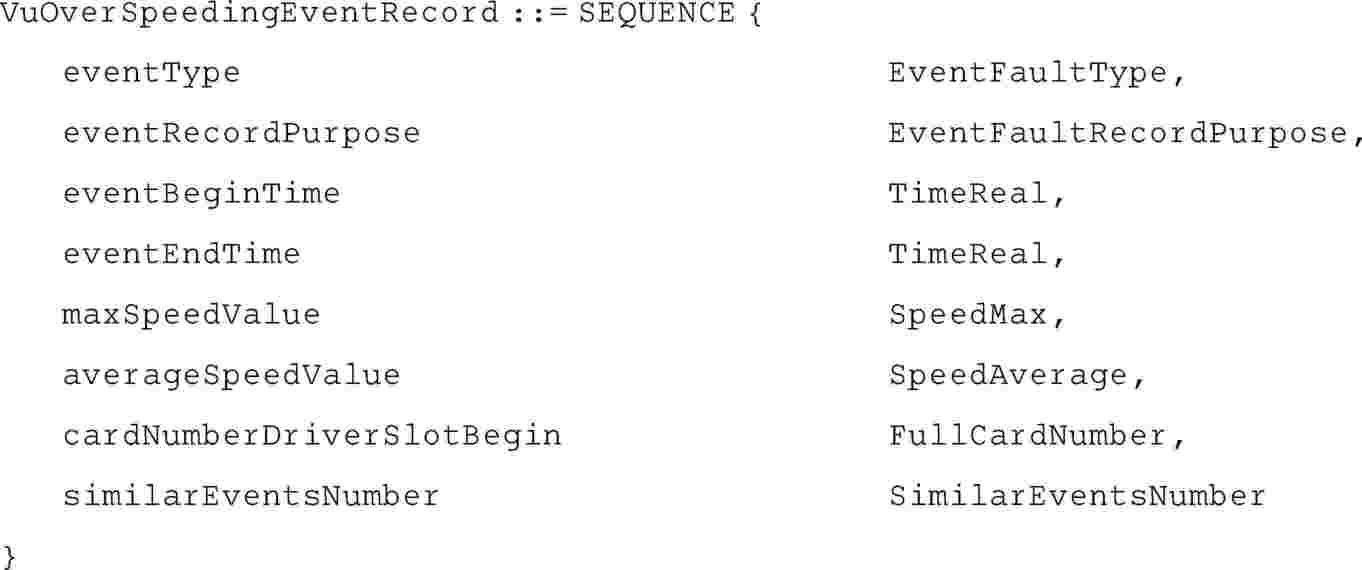 VuOverSpeedingEventRecord ::= SEQUENCE {
eventType EventFaultType,
eventRecordPurpose EventFaultRecordPurpose,
eventBeginTime TimeReal,
eventEndTime TimeReal,
maxSpeedValue SpeedMax,
averageSpeedValue SpeedAverage,
cardNumberDriverSlotBegin FullCardNumber,
similarEventsNumber SimilarEventsNumber
}